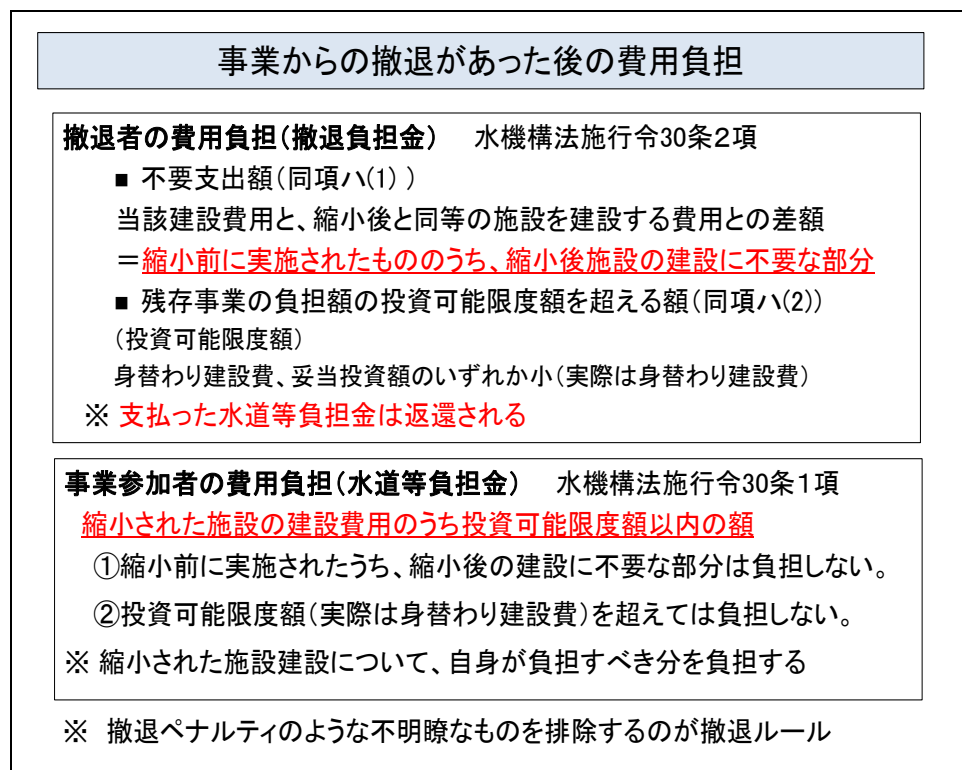 事業からの撤退があった後の費用負担
撤退者の費用負担(撤退負担金) 水機構法施行令30条2項
■ 不要支出額(同項ハ(1) )
当該建設費用と、縮小後と同等の施設を建設する費用との差額
=縮小前に実施されたもののうち、縮小後施設の建設に不要な部分
■ 残存事業の負担額の投資可能限度額を超える額(同項ハ(2))
(投資可能限度額)
身替わり建設費、妥当投資額のいずれか小(実際は身替わり建設費)
※ 支払った水道等負担金は返還される
事業参加者の費用負担(水道等負担金) 水機構法施行令30条1項
縮小された施設の建設費用のうち投資可能限度額以内の額
①縮小前に実施されたうち、縮小後の建設に不要な部分は負担しない。
②投資可能限度額(実際は身替わり建設費)を超えては負担しない。
※ 縮小された施設建設について、自身が負担すべき分を負担する
※ 撤退ペナルティのような不明瞭なものを排除するのが撤退ルール